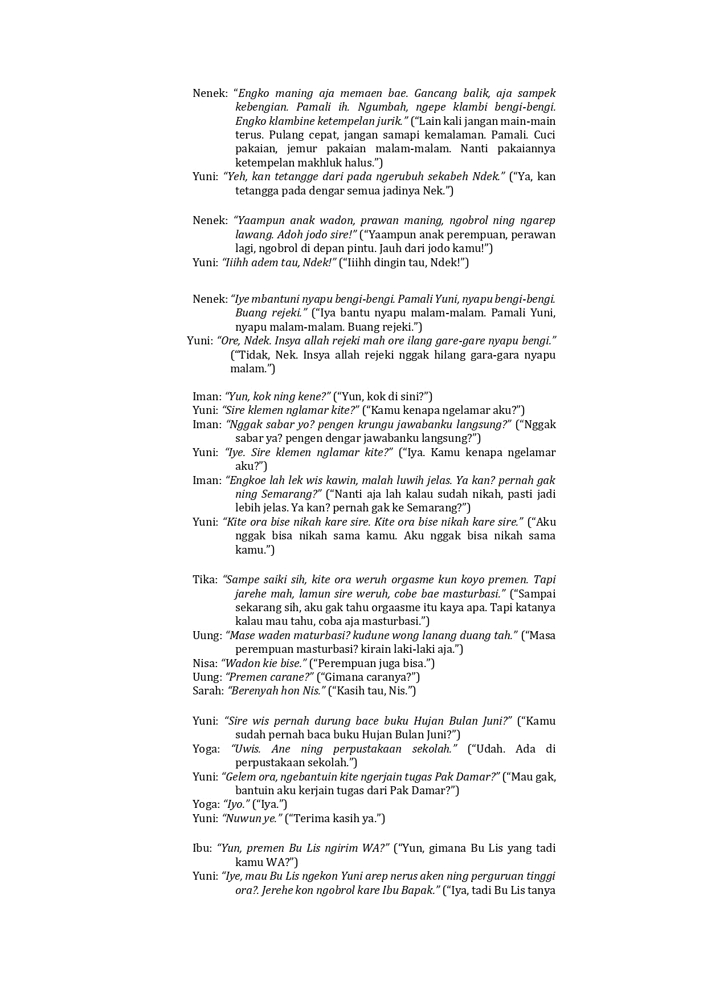 Nenek: “Engko maning aja memaen bae. Gancang balik, aja sampek
kebengian. Pamali ih. Ngumbah, ngepe klambi bengi-bengi.
Engko klambine ketempelan jurik.” (“Lain kali jangan main-main
terus. Pulang cepat, jangan samapi kemalaman. Pamali. Cuci
pakaian, jemur pakaian malam-malam. Nanti pakaiannya
ketempelan makhluk halus.”)
Yuni: “Yeh, kan tetangge dari pada ngerubuh sekabeh Ndek.” (“Ya, kan
tetangga pada dengar semua jadinya Nek.”)
Nenek: “Yaampun anak wadon, prawan maning, ngobrol ning ngarep
lawang. Adoh jodo sire!” (“Yaampun anak perempuan, perawan
lagi, ngobrol di depan pintu. Jauh dari jodo kamu!”)
Yuni: “Iiihh adem tau, Ndek!” (“Iiihh dingin tau, Ndek!”)
Nenek: “Iye mbantuni nyapu bengi-bengi. Pamali Yuni, nyapu bengi-bengi.
Buang rejeki.” (“Iya bantu nyapu malam-malam. Pamali Yuni,
nyapu malam-malam. Buang rejeki.”)
Yuni: “Ore, Ndek. Insya allah rejeki mah ore ilang gare-gare nyapu bengi.”
(“Tidak, Nek. Insya allah rejeki nggak hilang gara-gara nyapu
malam.”)
Iman: “Yun, kok ning kene?” (“Yun, kok di sini?”)
Yuni: “Sire klemen nglamar kite?” (“Kamu kenapa ngelamar aku?”)
Iman: “Nggak sabar yo? pengen krungu jawabanku langsung?” (“Nggak
sabar ya? pengen dengar jawabanku langsung?”)
Yuni: “Iye. Sire klemen nglamar kite?” (“Iya. Kamu kenapa ngelamar
aku?”)
Iman: “Engkoe lah lek wis kawin, malah luwih jelas. Ya kan? pernah gak
ning Semarang?” (“Nanti aja lah kalau sudah nikah, pasti jadi
lebih jelas. Ya kan? pernah gak ke Semarang?”)
Yuni: “Kite ora bise nikah kare sire. Kite ora bise nikah kare sire.” (“Aku
nggak bisa nikah sama kamu. Aku nggak bisa nikah sama
kamu.”)
Tika: “Sampe saiki sih, kite ora weruh orgasme kun koyo premen. Tapi
jarehe mah, lamun sire weruh, cobe bae masturbasi.” (“Sampai
sekarang sih, aku gak tahu orgaasme itu kaya apa. Tapi katanya
kalau mau tahu, coba aja masturbasi.”)
Uung: “Mase waden maturbasi? kudune wong lanang duang tah.” (“Masa
perempuan masturbasi? kirain laki-laki aja.”)
Nisa: “Wadon kie bise.” (“Perempuan juga bisa.”)
Uung: “Premen carane?” (“Gimana caranya?”)
Sarah: “Berenyah hon Nis.” (“Kasih tau, Nis.”)
Yuni: “Sire wis pernah durung bace buku Hujan Bulan Juni?” (“Kamu
sudah pernah baca buku Hujan Bulan Juni?”)
Yoga: “Uwis. Ane ning perpustakaan sekolah.” (“Udah. Ada di
perpustakaan sekolah.”)
Yuni: “Gelem ora, ngebantuin kite ngerjain tugas Pak Damar?” (“Mau gak,
bantuin aku kerjain tugas dari Pak Damar?”)
Yoga: “Iyo.” (“Iya.”)
Yuni: “Nuwun ye.” (“Terima kasih ya.”)
Ibu: “Yun, premen Bu Lis ngirim WA?” (“Yun, gimana Bu Lis yang tadi
kamu WA?”)
Yuni: “Iye, mau Bu Lis ngekon Yuni arep nerus aken ning perguruan tinggi
ora?. Jerehe kon ngobrol kare Ibu Bapak.” (“Iya, tadi Bu Lis tanya